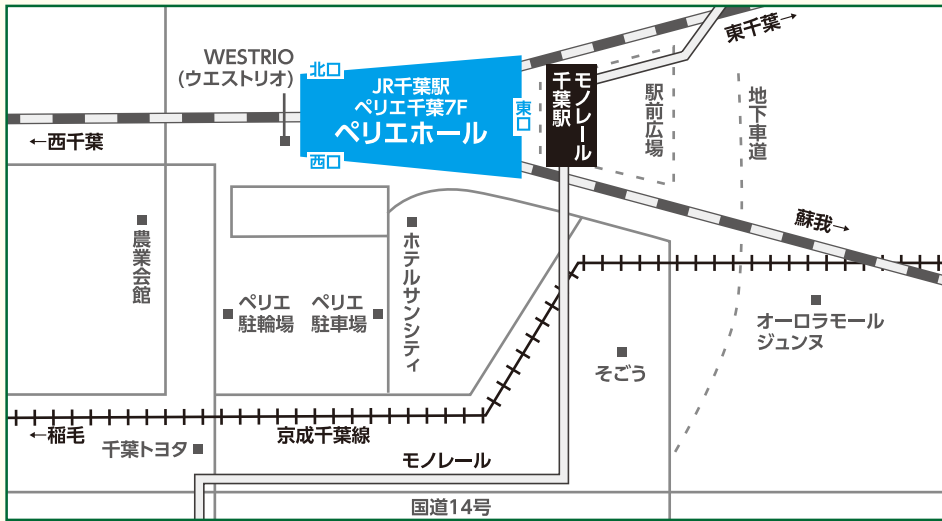 WESTRIO
(ウエストリオ)
北口
JR千葉駅
ペリエ千葉7F
ペリエホール
東口
西口
モノレール
千葉駅
駅前広場
地下車道
東千葉→
←西千葉
蘇我→
農業会館
ペリエ
駐輪場
ペリエ
駐車場
ホテルサンシティ
オーロラモール
ジュンヌ
そごう
←稲毛
京成千葉線
千葉トヨタ
モノレール
国道14号